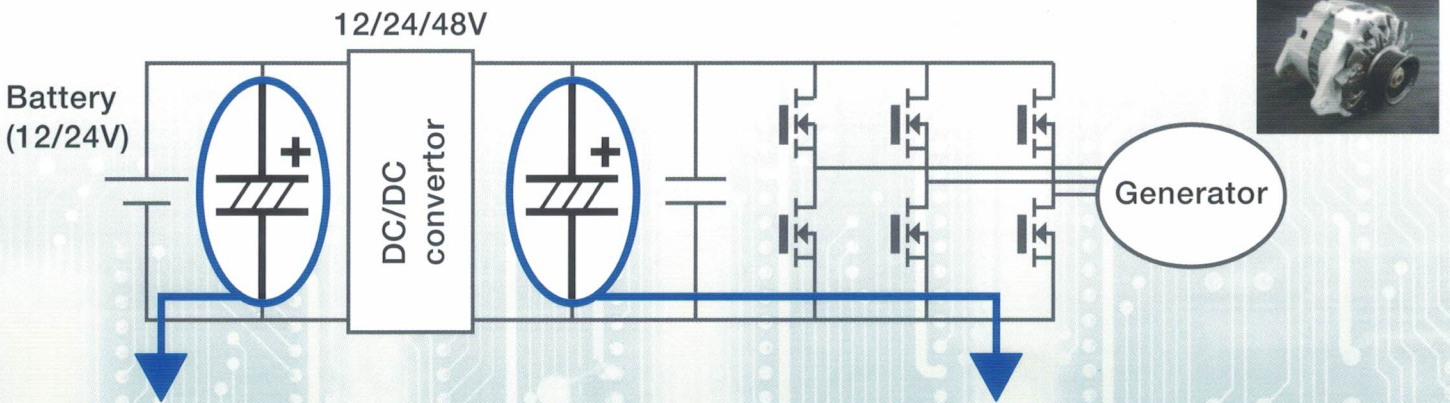 12/24/48V
Battery
(12/24V)
+
+
DC/DC
convertor
Generator